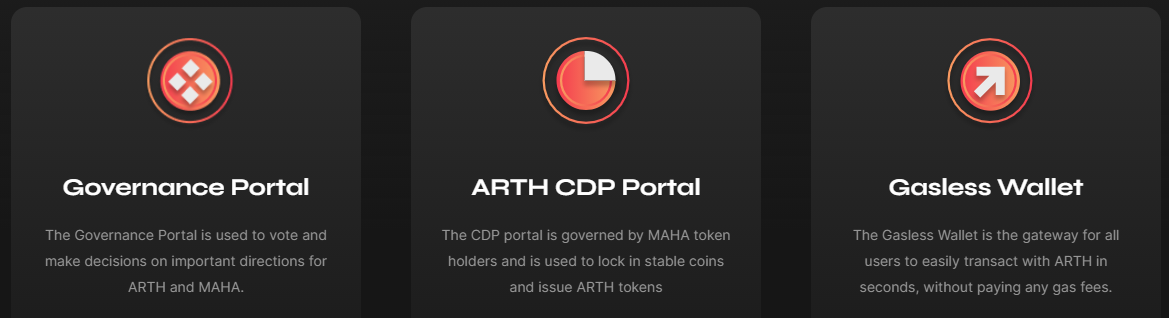 Governance Portal
The Governance Portal is used to vote and
make decisions on important directions for
ARTH and MAHA.
ARTH CDP Portal
The CDP portal is governed by MAHA token
holders and is used to lock in stable coins
and issue ARTH tokens
Gasless Wallet
The Gasless Wallet is the gateway for all
users to easily transact with ARTH in
seconds, without paying any gas fees.